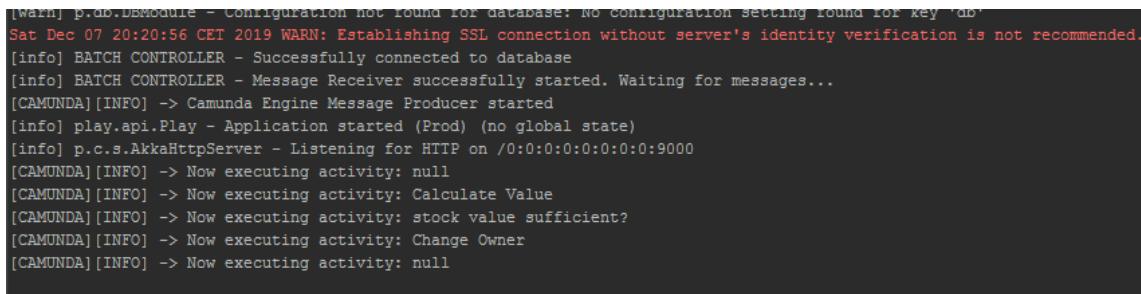 [warn] p.db.DBModule - Configuration not found for database: No configuration setting found for key 'db'
Sat Dec 07 20:20:56 CET 2019 WARN: Establishing SSL connection without server's identity verification is not recommended.
[info] BATCH CONTROLLER - Successfully connected to database
[info] BATCH CONTROLLER - Message Receiver successfully started. Waiting for messages...
[CAMUNDA][INFO] -> Camunda Engine Message Producer started
[info] play.api.Play - Application started (Prod) (no global state)
[info] p.c.s.AkkaHttpServer - Listening for HTTP on /0:0:0:0:0:0:0:0:9000
[CAMUNDA][INFO] -> Now executing activity: null
[CAMUNDA][INFO] -> Now executing activity: Calculate Value
[CAMUNDA][INFO] -> Now executing activity: stock value sufficient?
[CAMUNDA][INFO] -> Now executing activity: Change Owner
[CAMUNDA][INFO] -> Now executing activity: null